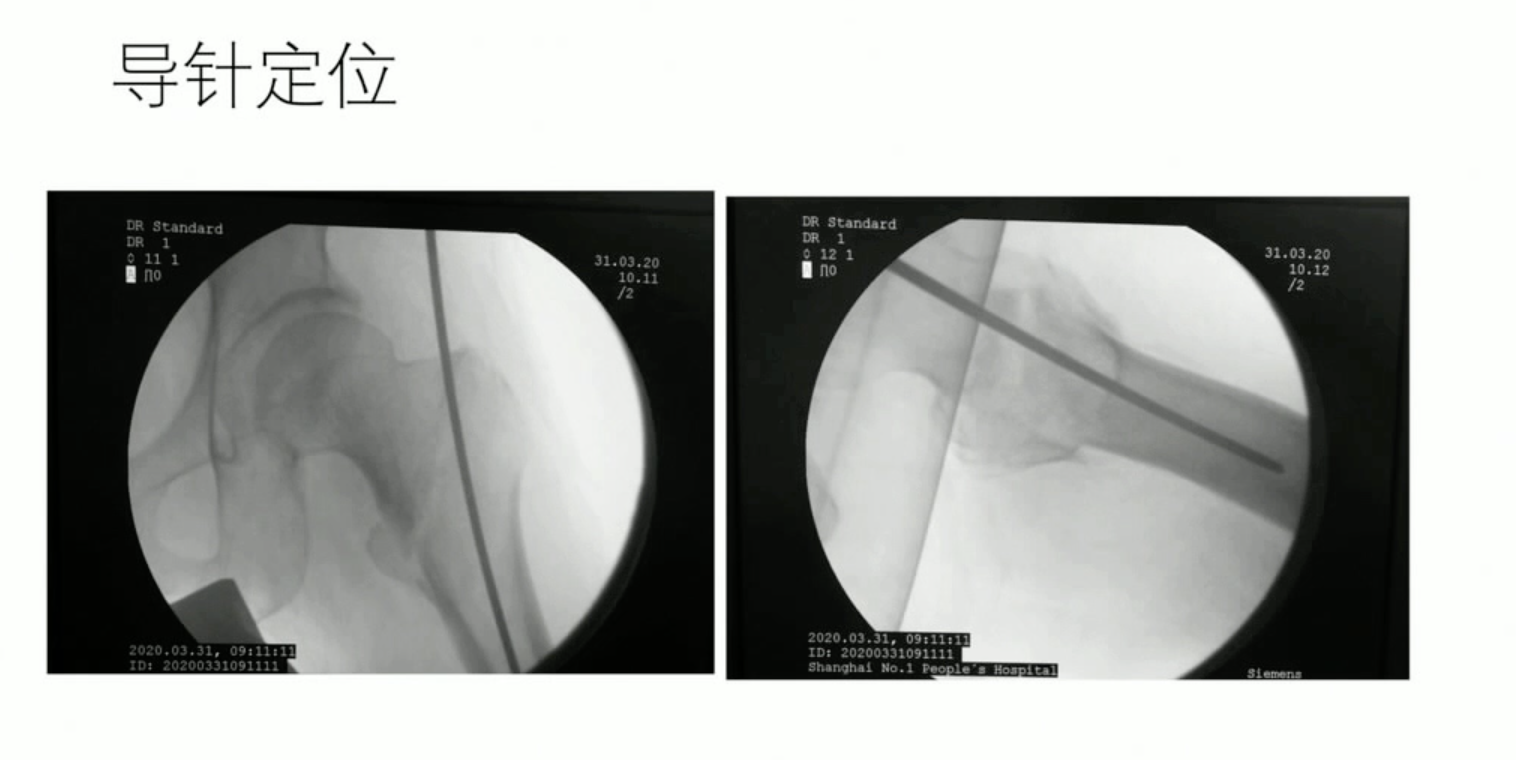 导针定位
DR Standard
DR 1
11 1
31.03.20
10.11
/2
2020.03.31, 09:11:11
ID: 20200331091111
DR Standard
DR 1
12 1
31.03.20
10.12
/2
2020.03.31, 09:11:11
ID: 20200331091111
Shanghai No.1 People's Hospital
Siemens